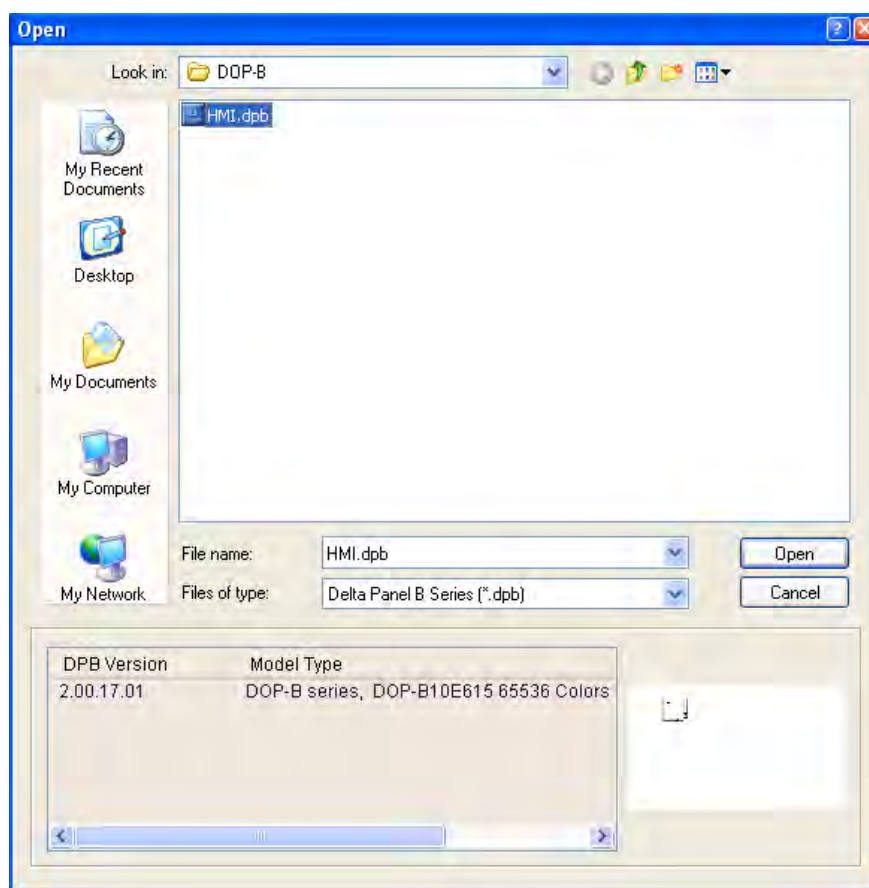 Open
Look in: DOP-B
HMI.dpb
My Recent
Documents
Desktop
My Documents
My Computer
My Network
File name: HMI.dpb Open
Files of type: Delta Panel B Series (*.dpb) Cancel
DPB Version Model Type
2.00.17.01 DOP-B series, DOP-B10E615 65536 Colors